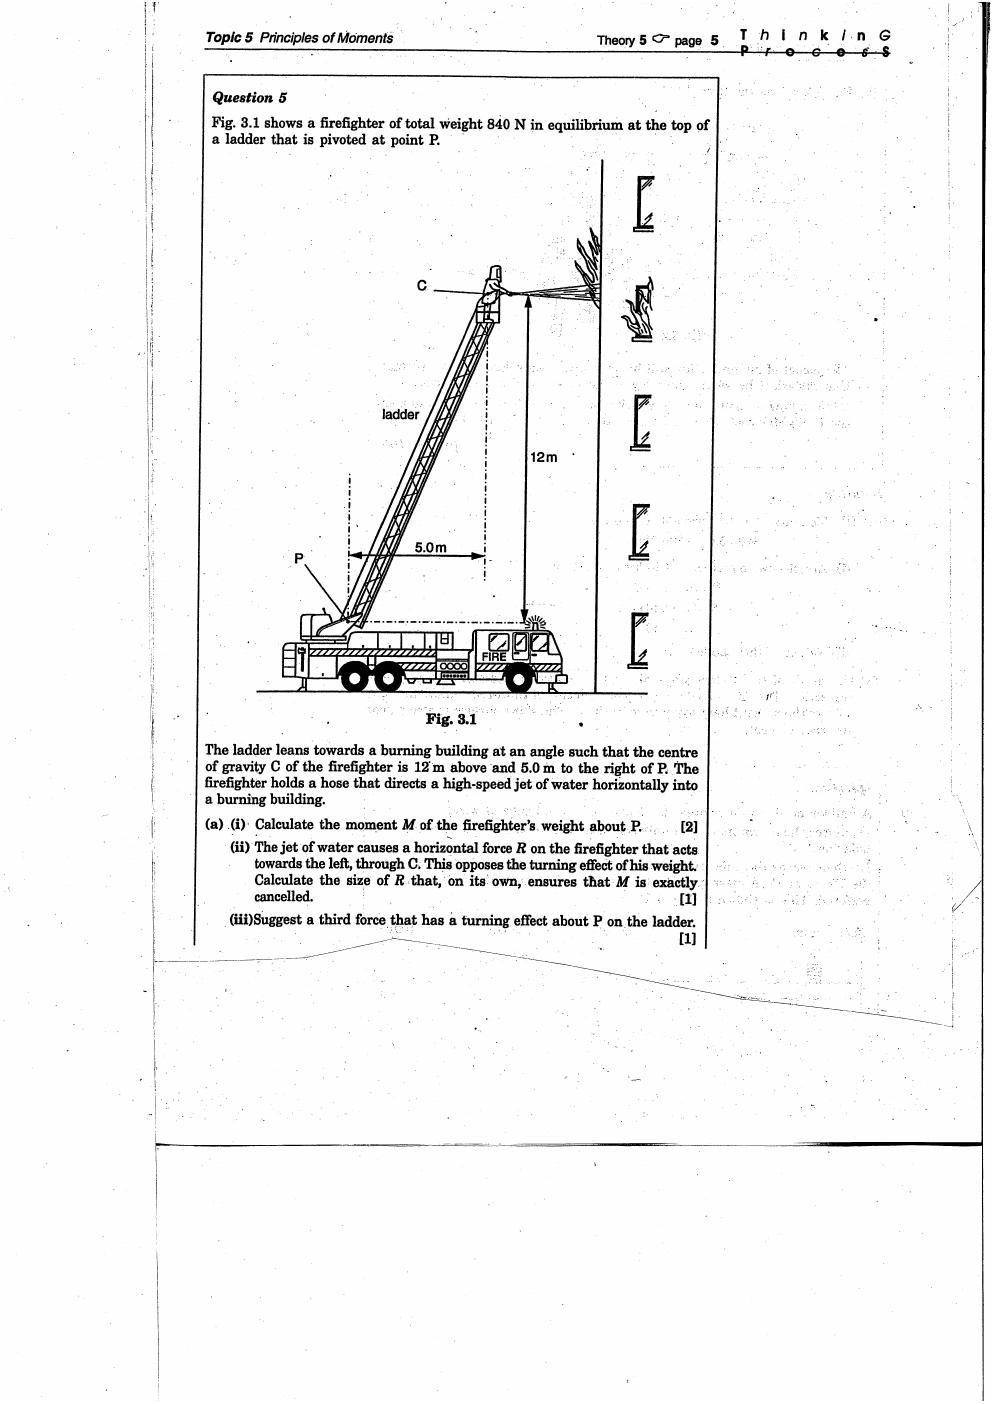 Topic 5 Principles of Moments
Theory 5 page 5
ThInkInG
ProceSS
Question 5
Fig. 3.1 shows a firefighter of total weight 840 N in equilibrium at the top of
a ladder that is pivoted at point P.
C
ladder
12m
5.0m
P
FIRE
Fig. 3.1
The ladder leans towards a burning building at an angle such that the centre
of gravity C of the firefighter is 12 m above and 5.0 m to the right of P. The
firefighter holds a hose that directs a high-speed jet of water horizontally into
a burning building.
(a) (i) Calculate the moment M of the firefighter's weight about P. [2]
(ii) The jet of water causes a horizontal force R on the firefighter that acts
towards the left, through C. This opposes the turning effect of his weight.
Calculate the size of R that, on its own, ensures that M is exactly
cancelled. [1]
(iii)Suggest a third force that has a turning effect about P on the ladder.
[1]